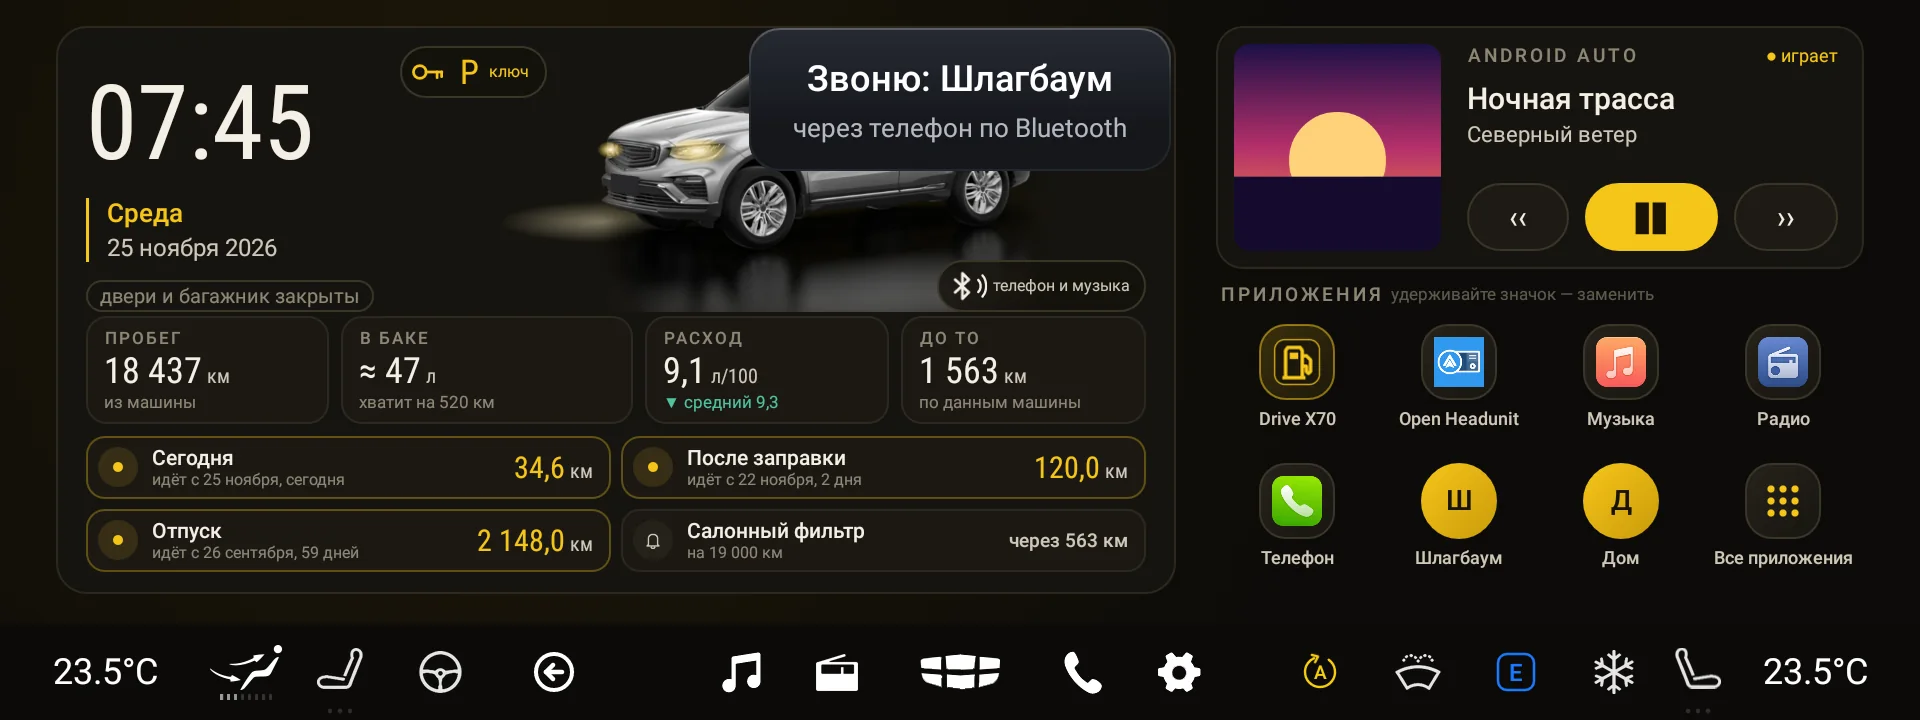 07:45
P ключ
Звоню: Шлагбаум
через телефон по Bluetooth
Среда
25 ноября 2026
двери и багажник закрыты
телефон и музыка
ПРОБЕГ
18 437 км
из машины
В БАКЕ
≈ 47 л
хватит на 520 км
РАСХОД
9,1 л/100
▼ средний 9,3
ДО ТО
1 563 км
по данным машины
Сегодня
идёт с 25 ноября, сегодня
34,6 км
После заправки
идёт с 22 ноября, 2 дня
120,0 км
Отпуск
идёт с 26 сентября, 59 дней
2 148,0 км
Салонный фильтр
на 19 000 км
через 563 км
ANDROID AUTO
играет
Ночная трасса
Северный ветер
ПРИЛОЖЕНИЯ удерживайте значок — заменить
Drive X70
Open Headunit
Музыка
Радио
Телефон
Ш
Шлагбаум
Д
Дом
Все приложения
23.5°C
A
E
23.5°C